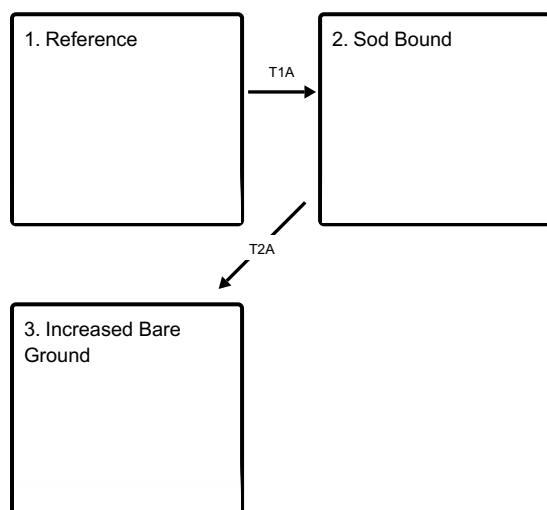 1. Reference
2. Sod Bound
T1A
T2A
3. Increased Bare
Ground